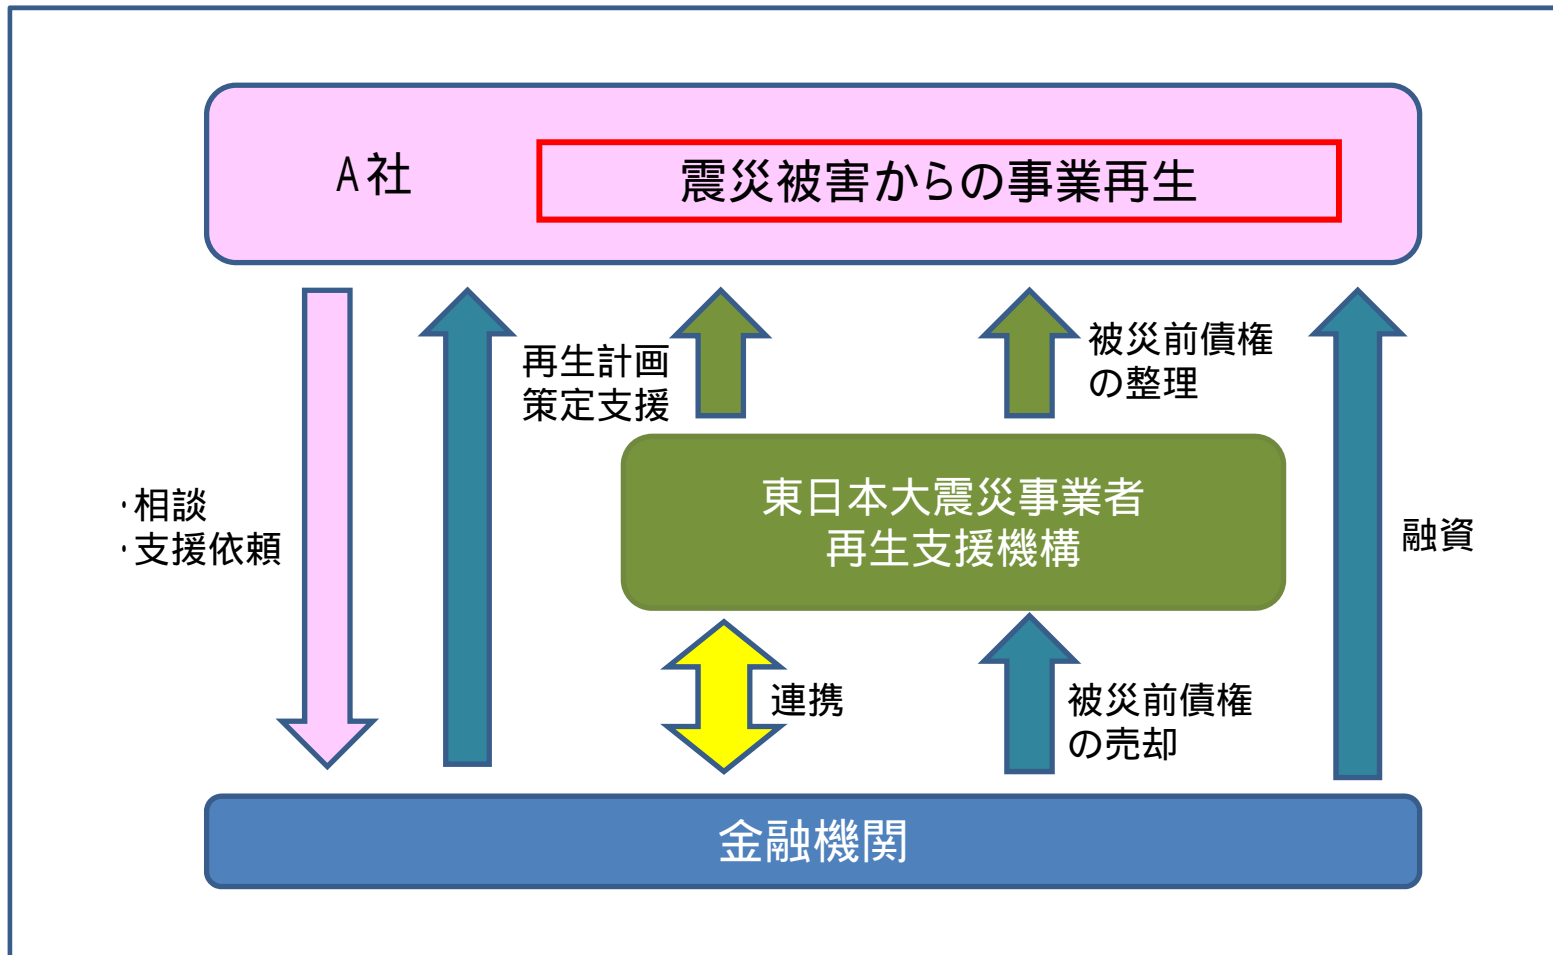 A社
震災被害からの事業再生
再生計画
策定支援
被災前債権
の整理
・相談
・支援依頼
東日本大震災事業者
再生支援機構
融資
連携
被災前債権
の売却
金融機関